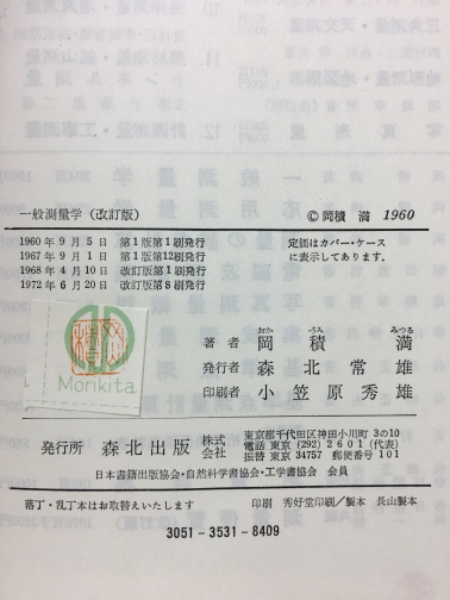 一般測量学（改訂版）
© 岡積 満 1960
1960年9月5日 第1版第1刷発行
1967年9月1日 第1版第12刷発行
1968年4月10日 改訂版第1刷発行
1972年6月20日 改訂版第8刷発行
定価はカバー・ケース
に表示してあります．
Morikita
おか づみ みつる
著者 岡積満
発行者 森北常雄
印刷者 小笠原秀雄
発行所 森北出版 株式会社
東京都千代田区神田小川町3の10
電話 東京 (292) 2601 (代表)
振替 東京 34757 郵便番号 101
日本書籍出版協会・自然科学書協会・工学書協会 会員
落丁・乱丁本はお取替えいたします
印刷 秀好堂印刷／製本 長山製本
3051-3531-8409